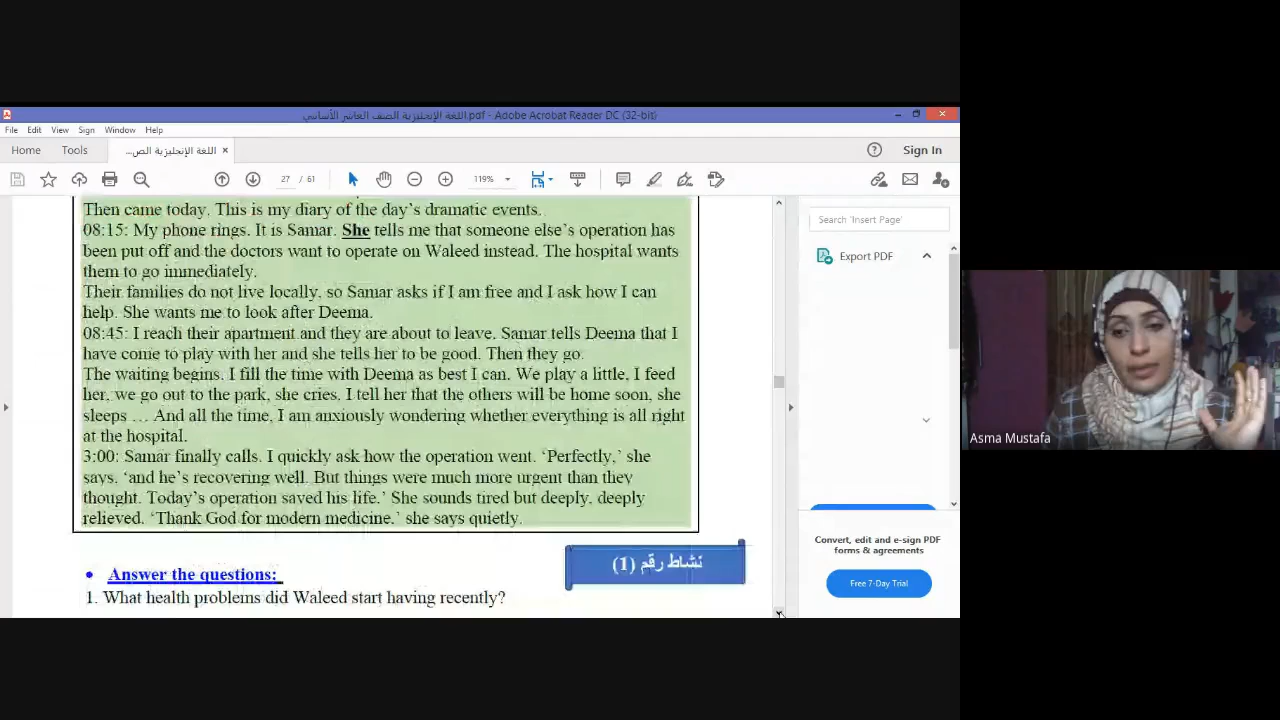 اللغة الإنجليزية الصف العاشر الأساسي.pdf - Adobe Acrobat Reader DC (32-bit)
File Edit View Sign Window Help
Home Tools اللغة الإنجليزية الص... × Sign In
27 / 61 119%
Then came today. This is my diary of the day's dramatic events.
08:15: My phone rings. It is Samar. She tells me that someone else's operation has
been put off and the doctors want to operate on Waleed instead. The hospital wants
them to go immediately.
Their families do not live locally, so Samar asks if I am free and I ask how I can
help. She wants me to look after Deema.
08:45: I reach their apartment and they are about to leave. Samar tells Deema that I
have come to play with her and she tells her to be good. Then they go.
The waiting begins. I fill the time with Deema as best I can. We play a little, I feed
her, we go out to the park, she cries. I tell her that the others will be home soon, she
sleeps … And all the time, I am anxiously wondering whether everything is all right
at the hospital.
3:00: Samar finally calls. I quickly ask how the operation went. ‘Perfectly,’ she
says, ‘and he's recovering well. But things were much more urgent than they
thought. Today's operation saved his life.’ She sounds tired but deeply, deeply
relieved. ‘Thank God for modern medicine,’ she says quietly.
نشاط رقم (1)
• Answer the questions:
1. What health problems did Waleed start having recently?
Search 'Insert Page'
Export PDF
Convert, edit and e-sign PDF
forms & agreements
Free 7-Day Trial
Asma Mustafa